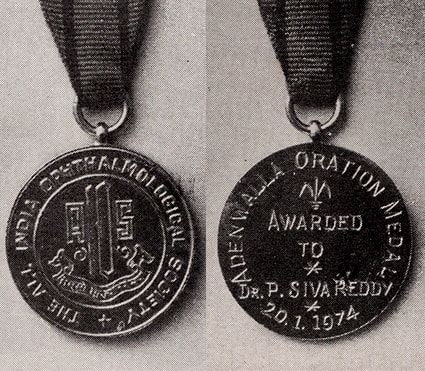 THE ALL INDIA OPHTHALMOLOGICAL SOCIETY
A S
ADENWALLA ORATION MEDAL
AWARDED
TO
DR. P. SIVA REDDY
20.1.1974